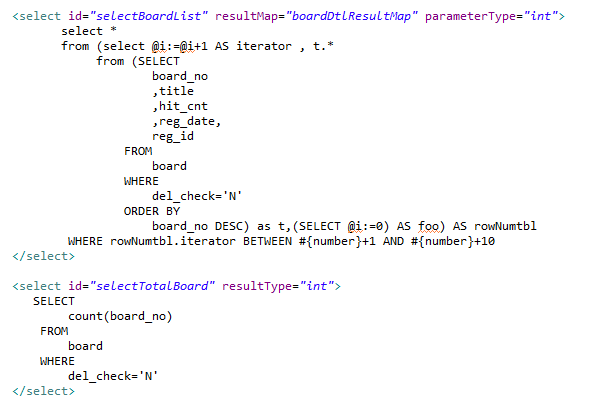 <select id="selectBoardList" resultMap="boardDtlResultMap" parameterType="int">
select *
from (select @i:=@i+1 AS iterator , t.*
from (SELECT
board_no
,title
,hit_cnt
,reg_date,
reg_id
FROM
board
WHERE
del_check='N'
ORDER BY
board_no DESC) as t,(SELECT @i:=0) AS foo) AS rowNumtbl
WHERE rowNumtbl.iterator BETWEEN #{number}+1 AND #{number}+10
</select>
<select id="selectTotalBoard" resultType="int">
SELECT
count(board_no)
FROM
board
WHERE
del_check='N'
</select>